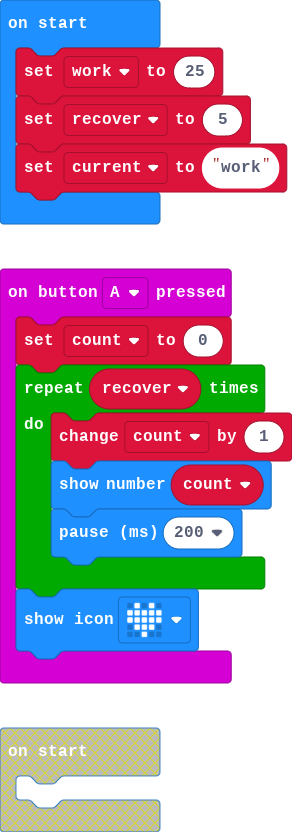 on start
set work to 25
set recover to 5
set current to "work"
on button A pressed
set count to 0
repeat recover times
do
change count by 1
show number count
pause (ms) 200
show icon
on start